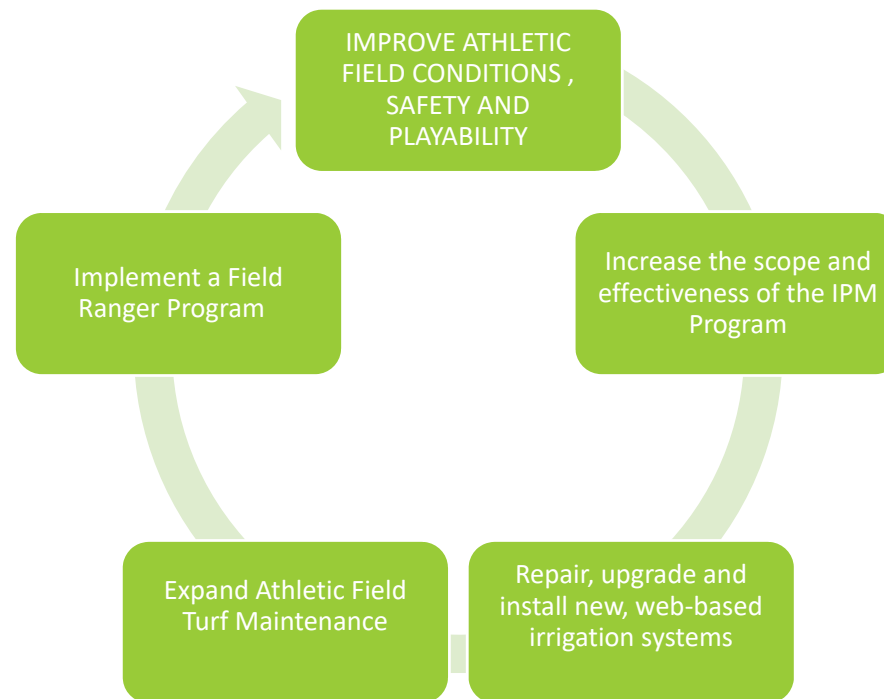 IMPROVE ATHLETIC
FIELD CONDITIONS ,
SAFETY AND
PLAYABILITY
Increase the scope and
effectiveness of the IPM
Program
Repair, upgrade and
install new, web-based
irrigation systems
Expand Athletic Field
Turf Maintenance
Implement a Field
Ranger Program